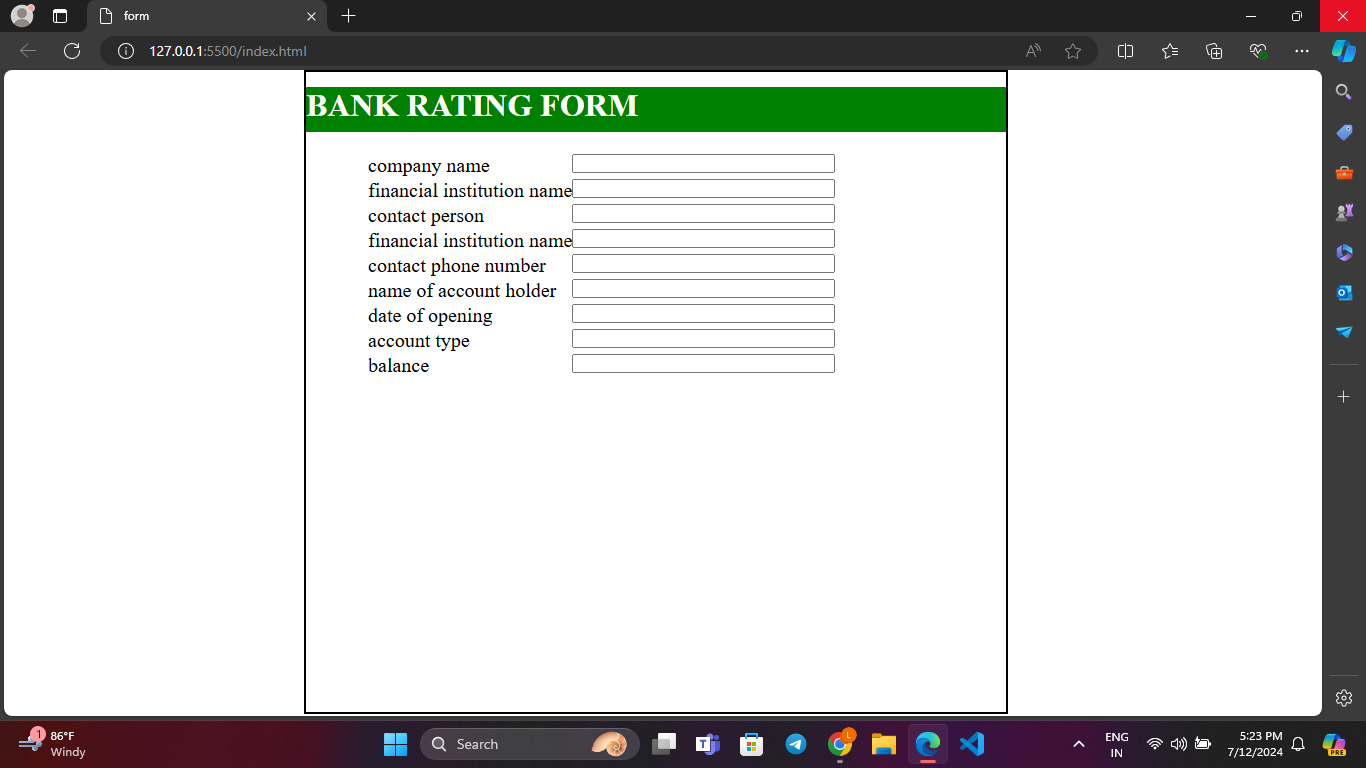 form
127.0.0.1:5500/index.html
BANK RATING FORM
company name
financial institution name
contact person
financial institution name
contact phone number
name of account holder
date of opening
account type
balance
1
86°F
Windy
Search
L
ENG
IN
5:23 PM
7/12/2024
PRE